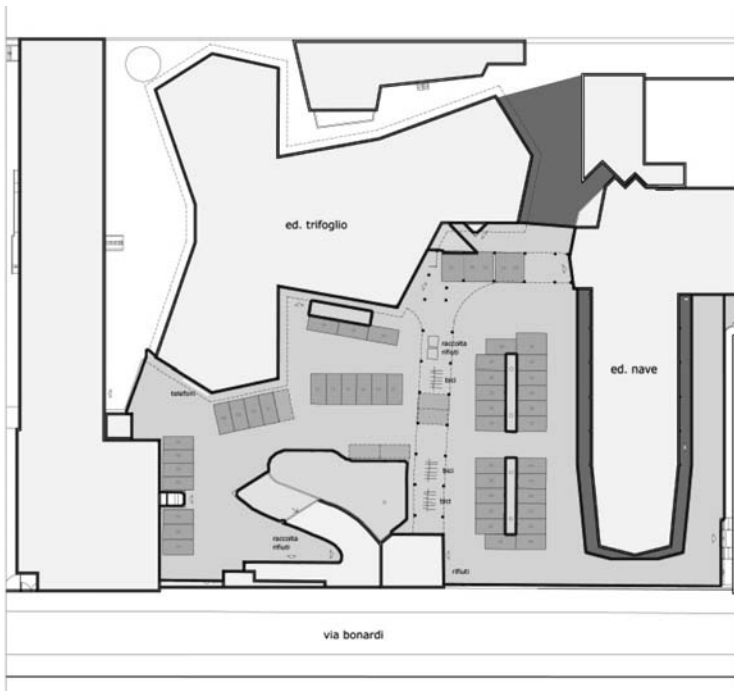 ed. trifoglio
raccolta
rifiuti
bici
ed. nave
telefoni
bici
bici
raccolta
rifiuti
rifiuti
via bonardi